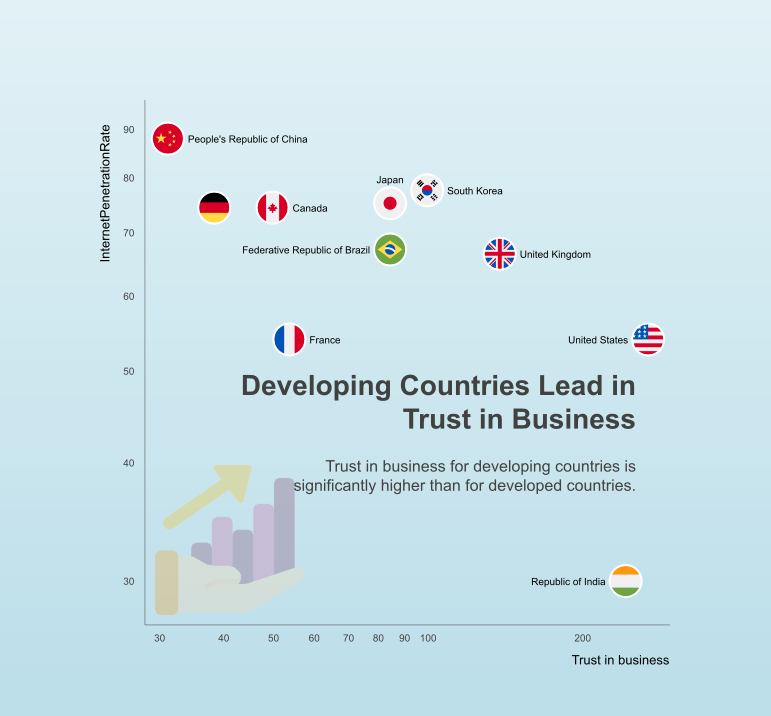 InternetPenetrationRate
90
80
70
60
50
40
30
People's Republic of China
Japan
South Korea
Canada
Federative Republic of Brazil
United Kingdom
France
United States
Developing Countries Lead in
Trust in Business
Trust in business for developing countries is
significantly higher than for developed countries.
Republic of India
30
40
50
60
70
80
90
100
200
Trust in business